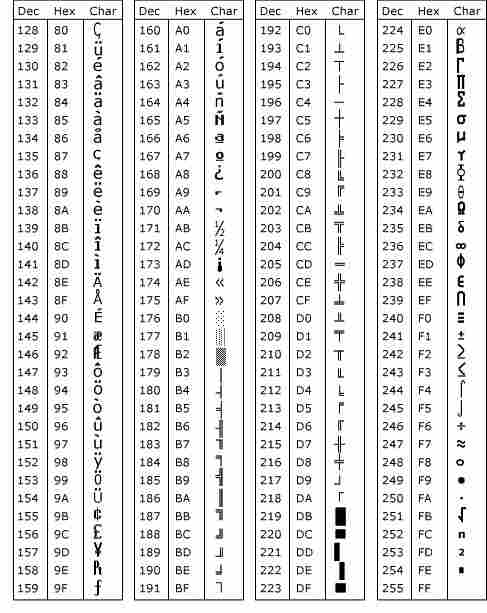 Dec Hex Char
128 80 Ç
129 81 ü
130 82 é
131 83 â
132 84 ä
133 85 à
134 86 å
135 87 ç
136 88 ê
137 89 ë
138 8A è
139 8B ï
140 8C î
141 8D ì
142 8E Ä
143 8F Å
144 90 É
145 91 æ
146 92 Æ
147 93 ô
148 94 ö
149 95 ò
150 96 û
151 97 ù
152 98 ÿ
153 99 Ö
154 9A Ü
155 9B ¢
156 9C £
157 9D ¥
158 9E ₧
159 9F ƒ
Dec Hex Char
160 A0 á
161 A1 í
162 A2 ó
163 A3 ú
164 A4 ñ
165 A5 Ñ
166 A6 ª
167 A7 º
168 A8 ¿
169 A9 ⌐
170 AA ¬
171 AB ½
172 AC ¼
173 AD ¡
174 AE «
175 AF »
176 B0 ░
177 B1 ▒
178 B2 ▓
179 B3 │
180 B4 ┤
181 B5 ╡
182 B6 ╢
183 B7 ╖
184 B8 ╕
185 B9 ╣
186 BA ║
187 BB ╗
188 BC ╝
189 BD ╜
190 BE ╛
191 BF ┐
Dec Hex Char
192 C0 └
193 C1 ┴
194 C2 ┬
195 C3 ├
196 C4 ─
197 C5 ┼
198 C6 ╞
199 C7 ╟
200 C8 ╚
201 C9 ╔
202 CA ╩
203 CB ╦
204 CC ╠
205 CD ═
206 CE ╬
207 CF ╧
208 D0 ╨
209 D1 ╤
210 D2 ╥
211 D3 ╙
212 D4 ╘
213 D5 ╒
214 D6 ╓
215 D7 ╫
216 D8 ╪
217 D9 ┘
218 DA ┌
219 DB █
220 DC ▄
221 DD ▌
222 DE ▐
223 DF ▀
Dec Hex Char
224 E0 α
225 E1 β
226 E2 Γ
227 E3 Π
228 E4 Σ
229 E5 σ
230 E6 µ
231 E7 τ
232 E8 Φ
233 E9 θ
234 EA Ω
235 EB δ
236 EC ∞
237 ED φ
238 EE ε
239 EF ∩
240 F0 ≡
241 F1 ±
242 F2 ≥
243 F3 ≤
244 F4 ⌠
245 F5 ⌡
246 F6 ÷
247 F7 ≈
248 F8 °
249 F9 •
250 FA ·
251 FB √
252 FC ⁿ
253 FD ²
254 FE ■
255 FF